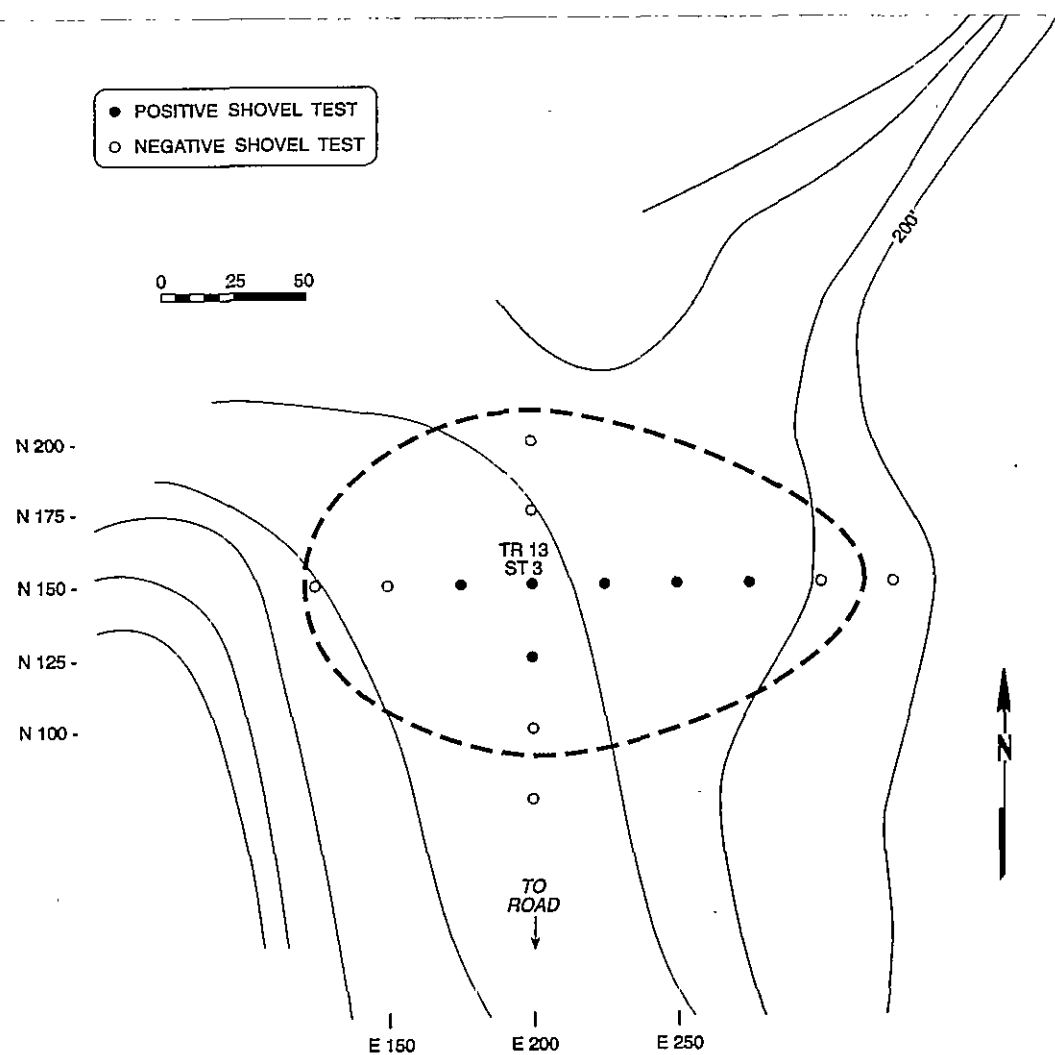 ● POSITIVE SHOVEL TEST
○ NEGATIVE SHOVEL TEST
200'
0 25 50
N 200 -
N 175 -
TR 13
ST 3
N 150 -
N 125 -
N 100 -
N
TO
ROAD
E 150
E 200
E 250